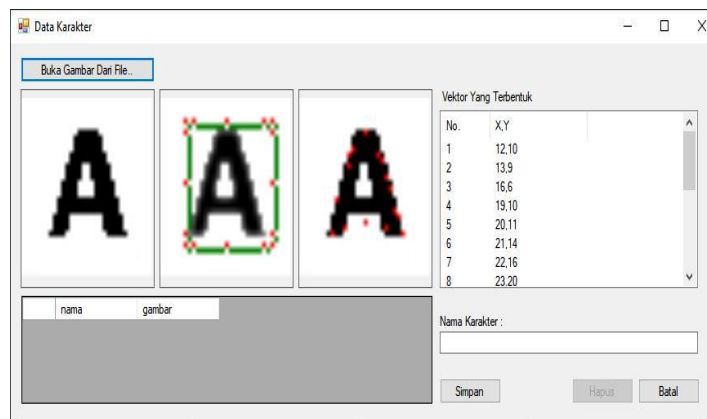 Data Karakter
Buka Gambar Dari File..
A A A
Vektor Yang Terbentuk
No. X,Y
1 12,10
2 13,9
3 16,6
4 19,10
5 20,11
6 21,14
7 22,16
8 23.20
nama gambar
Nama Karakter :
Simpan Hapus Batal